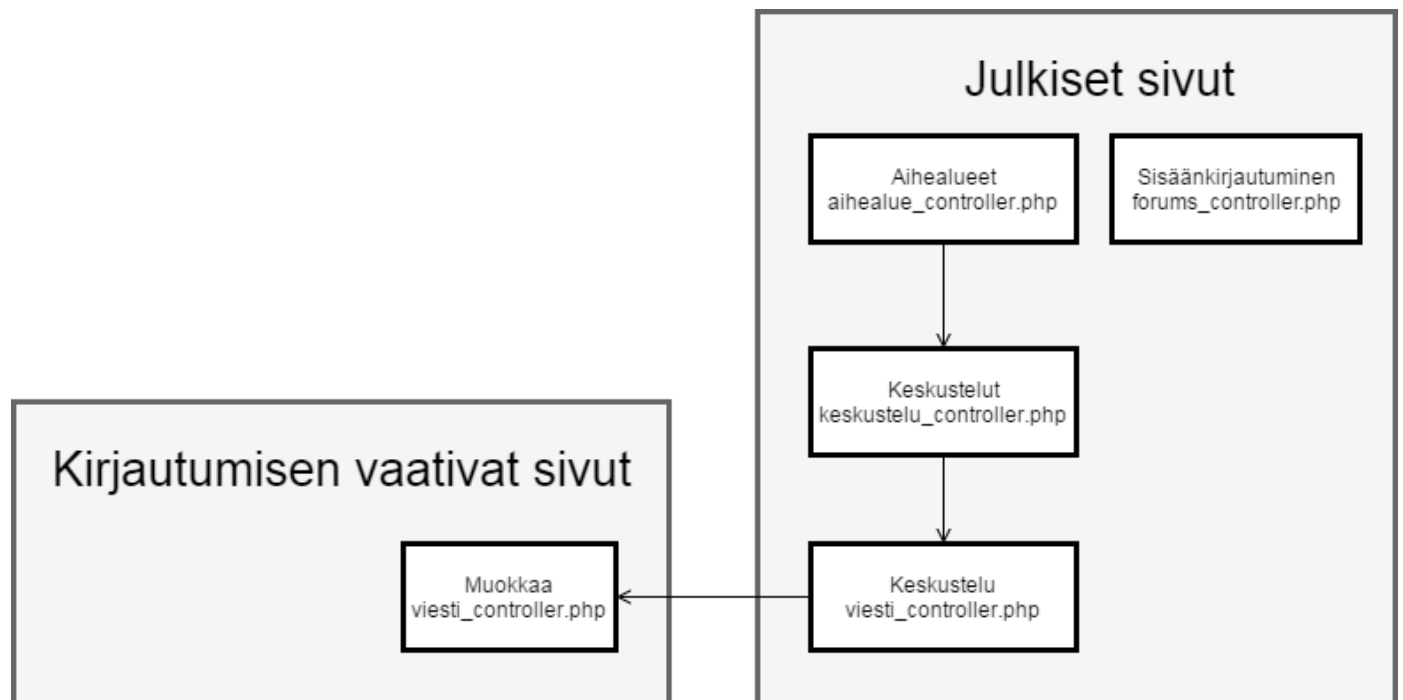 Julkiset sivut
Aihealueet
aihealue_controller.php
Sisäänkirjautuminen
forums_controller.php
Keskustelut
keskustelu_controller.php
Kirjautumisen vaativat sivut
Muokkaa
viesti_controller.php
Keskustelu
viesti_controller.php